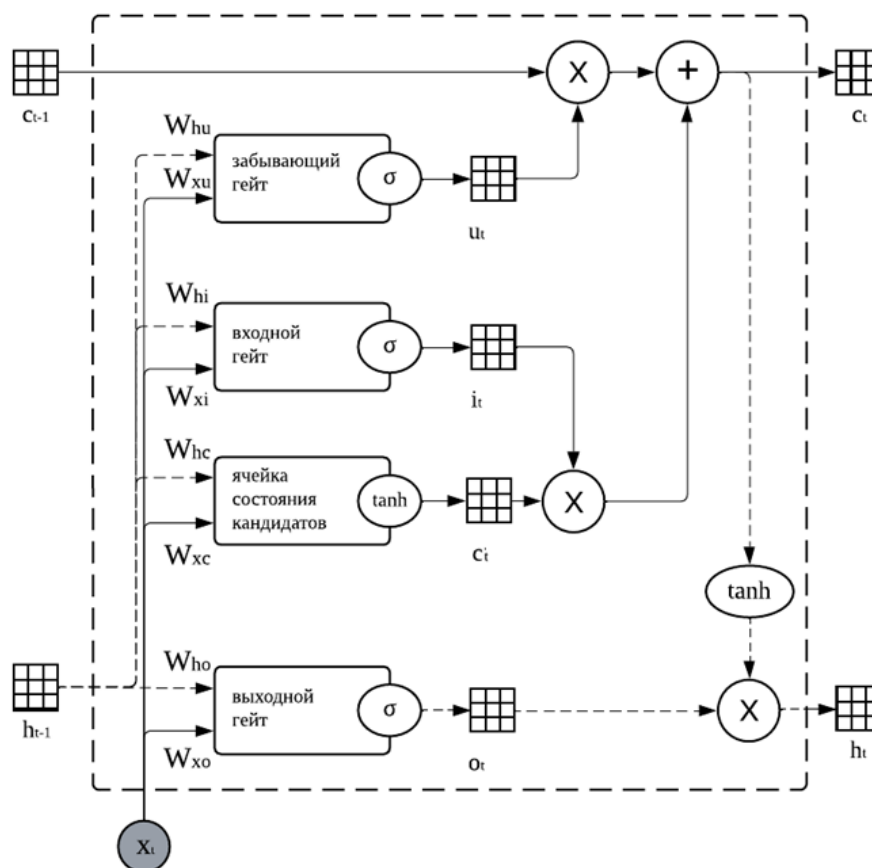 X
+
cₜ₋₁
cₜ
Whu
забывающий
гейт
σ
Wxu
uₜ
Whi
входной
гейт
σ
Wxi
iₜ
Whc
ячейка
состояния
кандидатов
tanh
X
Wxc
c'ₜ
tanh
Who
выходной
гейт
σ
X
Wxo
hₜ₋₁
oₜ
hₜ
xₜ